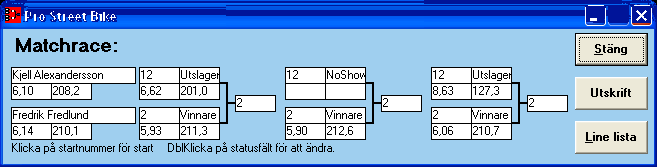 Pro Street Bike
Matchrace:
Stäng
Kjell Alexandersson
6,10 208,2
12 Utslagen
6,62 201,0
2
Fredrik Fredlund
6,14 210,1
2 Vinnare
5,93 211,3
12 NoShow
2
2 Vinnare
5,90 212,6
12 Utslagen
8,63 127,3
2
2 Vinnare
6,06 210,7
Utskrift
Line lista
Klicka på startnummer för start DblKlicka på statusfält för att ändra.